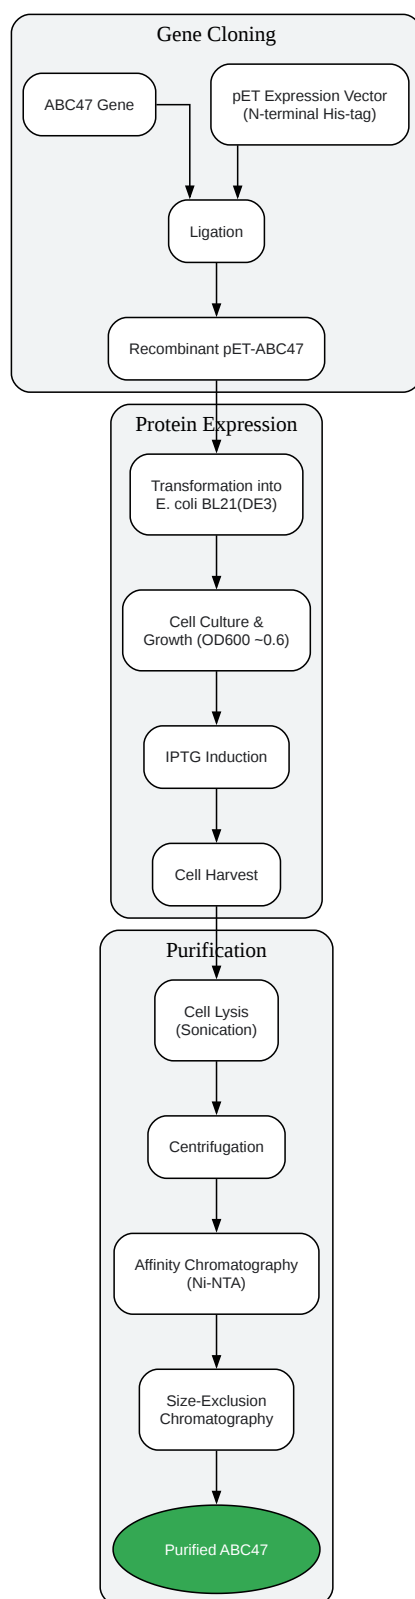 Gene Cloning
ABC47 Gene
pET Expression Vector
(N-terminal His-tag)
Ligation
Recombinant pET-ABC47
Protein Expression
Transformation into
E. coli BL21(DE3)
Cell Culture &
Growth (OD600 ~0.6)
IPTG Induction
Cell Harvest
Purification
Cell Lysis
(Sonication)
Centrifugation
Affinity Chromatography
(Ni-NTA)
Size-Exclusion
Chromatography
Purified ABC47